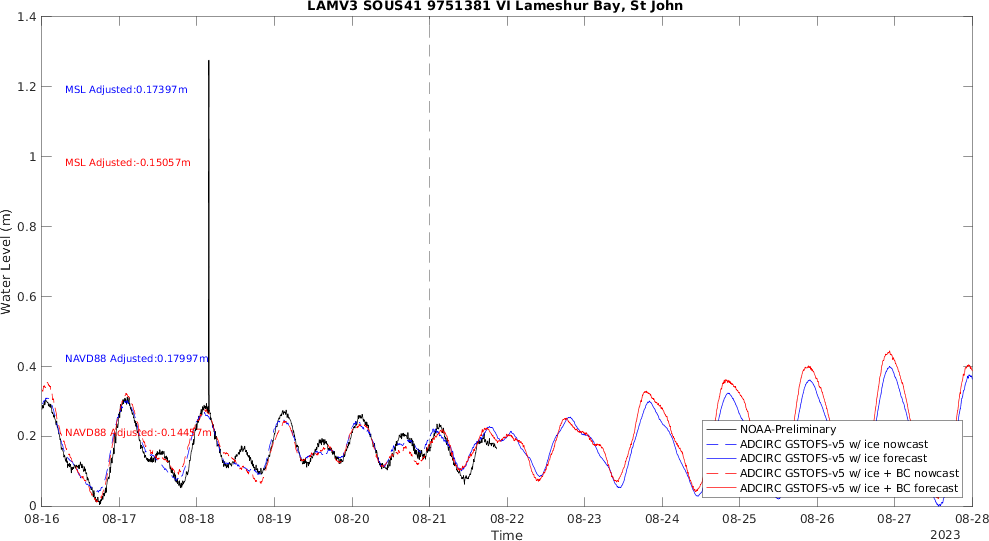 LAMV3 SOUS41 9751381 VI Lameshur Bay, St John
1.4
1.2
1
0.8
0.6
0.4
0.2
0
Water Level (m)
MSL Adjusted:0.17397m
MSL Adjusted:-0.15057m
NAVD88 Adjusted:0.17997m
NAVD88 Adjusted:-0.14457m
NOAA-Preliminary
ADCIRC GSTOFS-v5 w/ ice nowcast
ADCIRC GSTOFS-v5 w/ ice forecast
ADCIRC GSTOFS-v5 w/ ice + BC nowcast
ADCIRC GSTOFS-v5 w/ ice + BC forecast
08-16 08-17 08-18 08-19 08-20 08-21 08-22 08-23 08-24 08-25 08-26 08-27 08-28
Time
2023